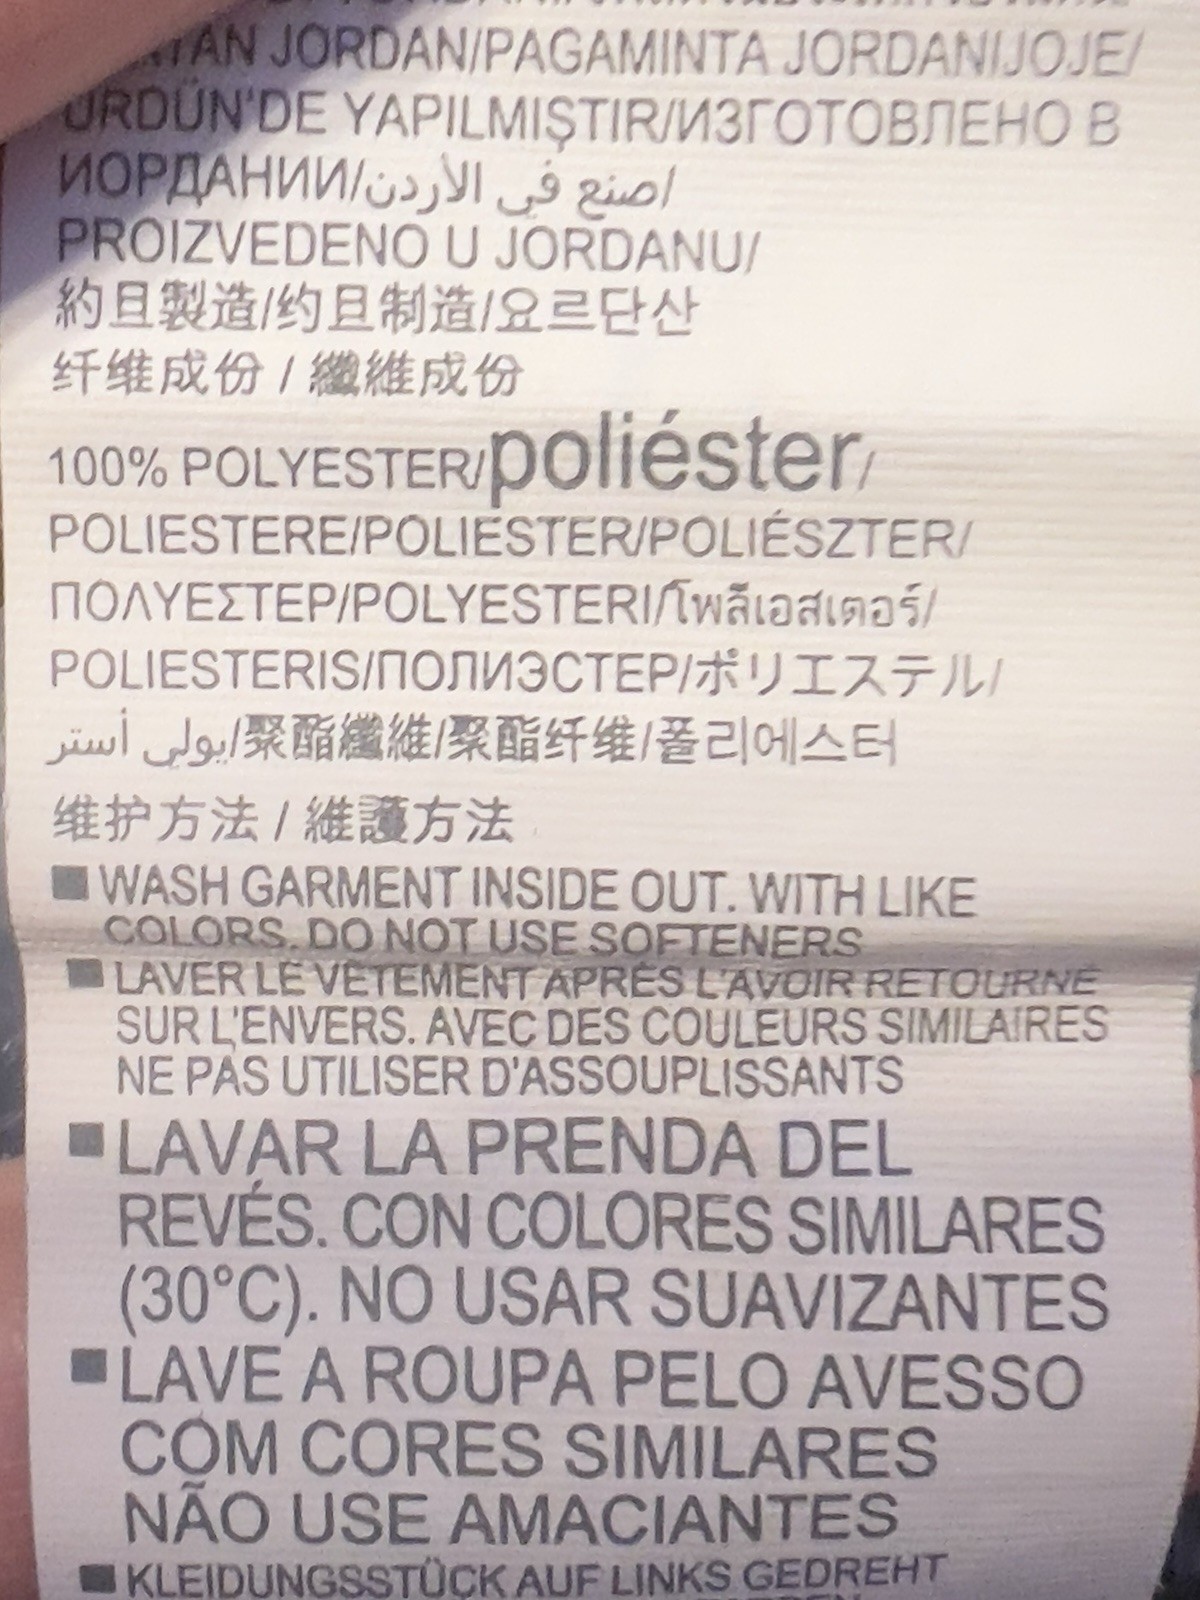 JORDAN/PAGAMINTA JORDANIJOJE/
ÜRDÜN'DE YAPILMIŞTIR/ИЗГОТОВЛЕНО В
ИОРДАНИИ/صنع في الأردن/
PROIZVEDENO U JORDANU/
約旦製造/约旦制造/요르단산
纤维成份 / 纖維成份
100% POLYESTER/poliéster/
POLIESTERE/POLIESTER/POLIÉSZTER/
ΠΟΛΥΕΣΤΕΡ/POLYESTERI/โพลีเอสเตอร์/
POLIESTERIS/ПОЛИЭСТЕР/ポリエステル/
بولي أستر/聚酯纖維/聚酯纤维/폴리에스터
维护方法 / 維護方法
■ WASH GARMENT INSIDE OUT. WITH LIKE
COLORS. DO NOT USE SOFTENERS
■ LAVER LE VÊTEMENT APRÈS L'AVOIR RETOURNÉ
SUR L'ENVERS. AVEC DES COULEURS SIMILAIRES
NE PAS UTILISER D'ASSOUPLISSANTS
■ LAVAR LA PRENDA DEL
REVÉS. CON COLORES SIMILARES
(30°C). NO USAR SUAVIZANTES
■ LAVE A ROUPA PELO AVESSO
COM CORES SIMILARES
NÃO USE AMACIANTES
■ KLEIDUNGSSTÜCK AUF LINKS GEDREHT